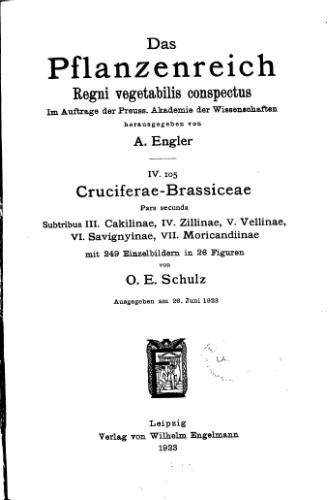 Das
Pflanzenreich
Regni vegetabilis conspectus
Im Auftrage der Preuss. Akademie der Wissenschaften
herausgegeben von
A. Engler
IV. 105
Cruciferae-Brassiceae
Pars secunda
Subtribus III. Cakilinae, IV. Zillinae, V. Vellinae,
VI. Savignyinae, VII. Moricandiinae
mit 249 Einzelbildern in 26 Figuren
von
O. E. Schulz
Ausgegeben am 26. Juni 1923
LA.
Leipzig
Verlag von Wilhelm Engelmann
1923